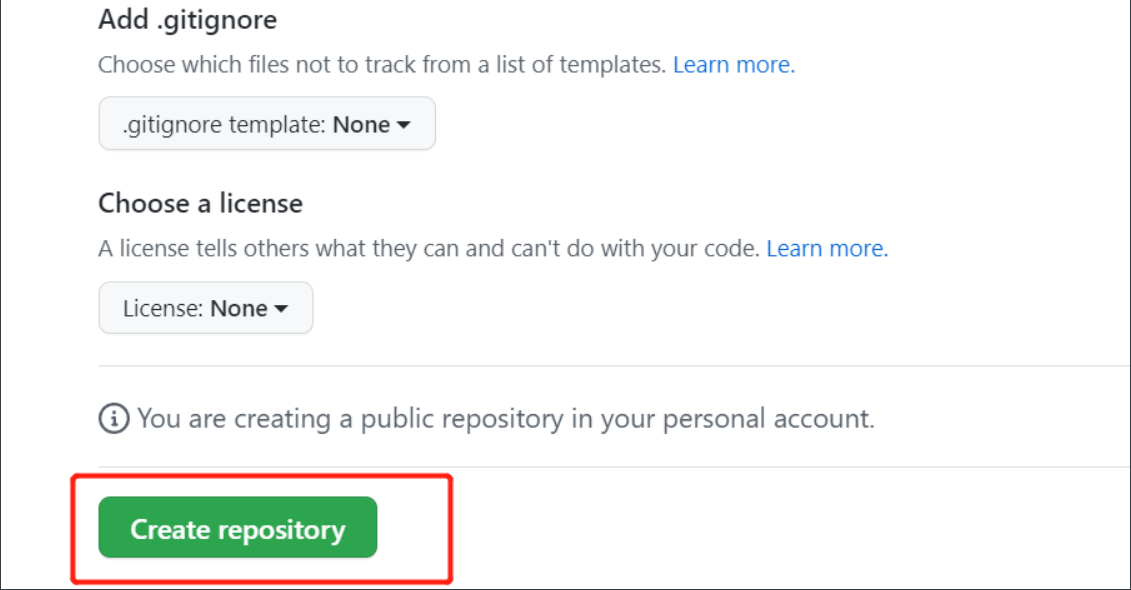 Add .gitignore
Choose which files not to track from a list of templates. Learn more.
.gitignore template: None
Choose a license
A license tells others what they can and can't do with your code. Learn more.
License: None
You are creating a public repository in your personal account.
Create repository